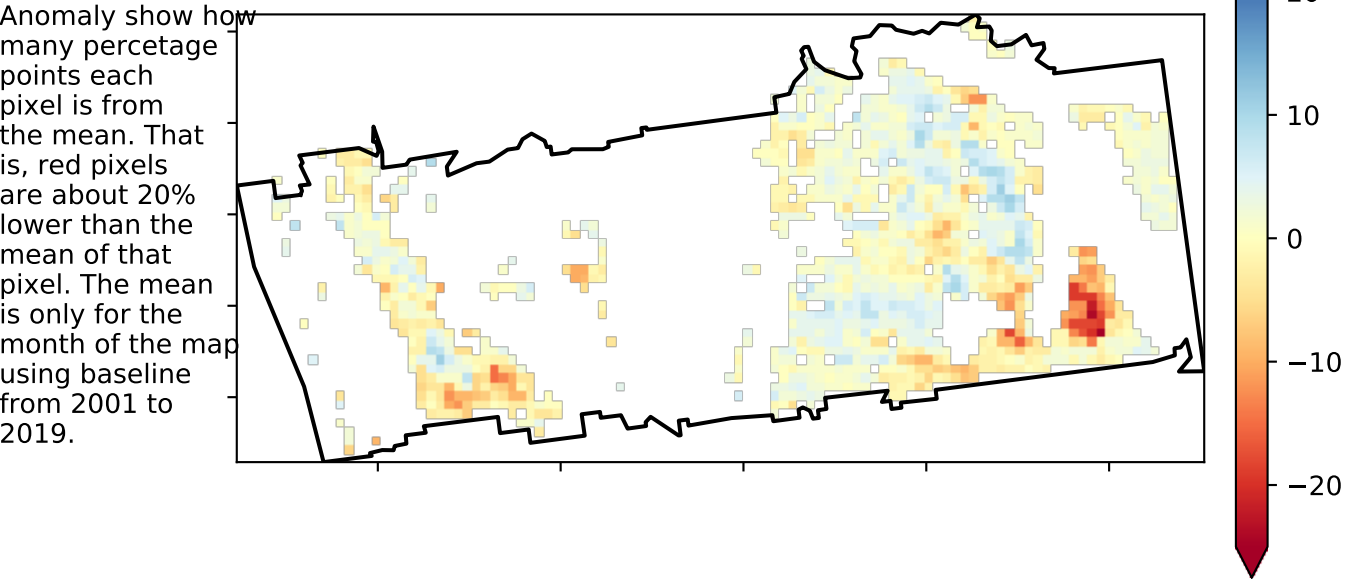 Anomaly show how
many percetage
points each
pixel is from
the mean. That
is, red pixels
are about 20%
lower than the
mean of that
pixel. The mean
is only for the
month of the map
using baseline
from 2001 to
2019.
10
0
−10
−20